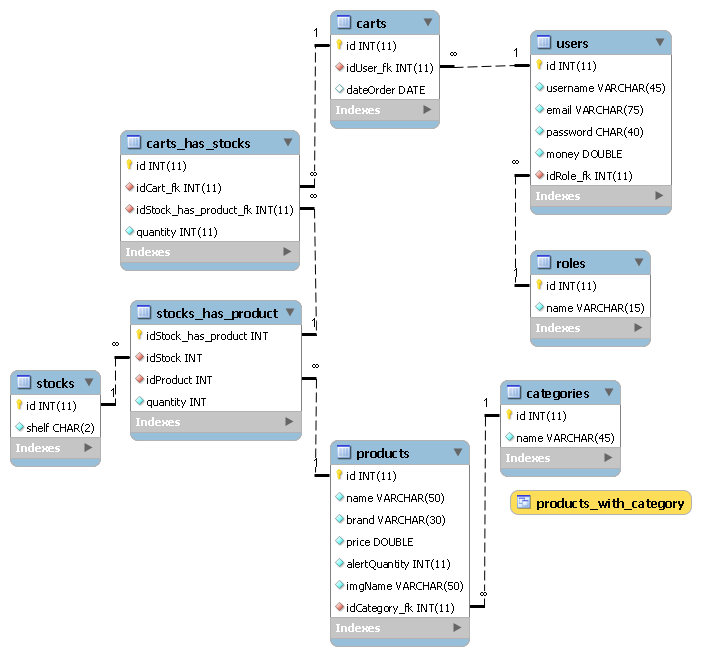 carts
id INT(11)
idUser_fk INT(11)
dateOrder DATE
Indexes
1
∞
1
users
id INT(11)
username VARCHAR(45)
email VARCHAR(75)
password CHAR(40)
money DOUBLE
idRole_fk INT(11)
Indexes
∞
1
roles
id INT(11)
name VARCHAR(15)
Indexes
carts_has_stocks
id INT(11)
idCart_fk INT(11)
idStock_has_product_fk INT(11)
quantity INT(11)
Indexes
∞
∞
1
stocks_has_product
idStock_has_product INT
idStock INT
idProduct INT
quantity INT
Indexes
∞
1
∞
1
stocks
id INT(11)
shelf CHAR(2)
Indexes
products
id INT(11)
name VARCHAR(50)
brand VARCHAR(30)
price DOUBLE
alertQuantity INT(11)
imgName VARCHAR(50)
idCategory_fk INT(11)
Indexes
1
∞
categories
id INT(11)
name VARCHAR(45)
Indexes
products_with_category